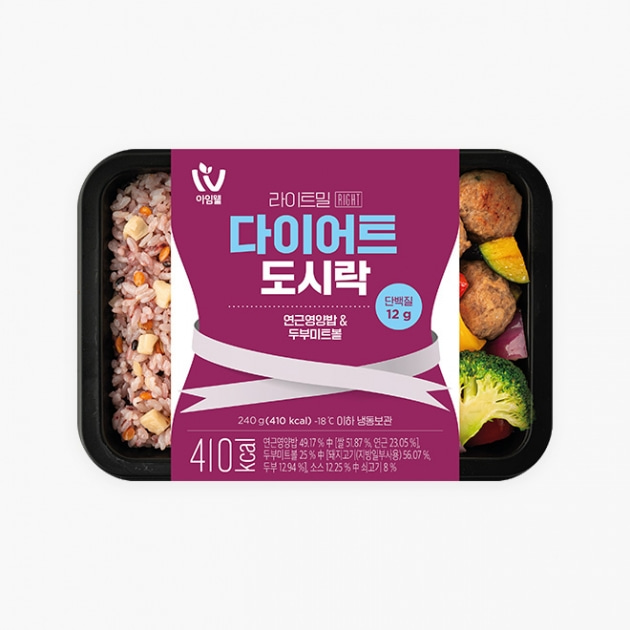 아임웰
라이트밀 RIGHT
다이어트
도시락
단백질
12 g
연근영양밥 &
두부미트볼
240 g (410 kcal) -18℃ 이하 냉동보관
410 kcal
연근영양밥 49.17 % 中 [쌀 51.87 %, 연근 23.05 %],
두부미트볼 25 % 中 [돼지고기(지방일부사용) 56.07 %,
두부 12.94 %], 소스 12.25 % 中 쇠고기 8 %